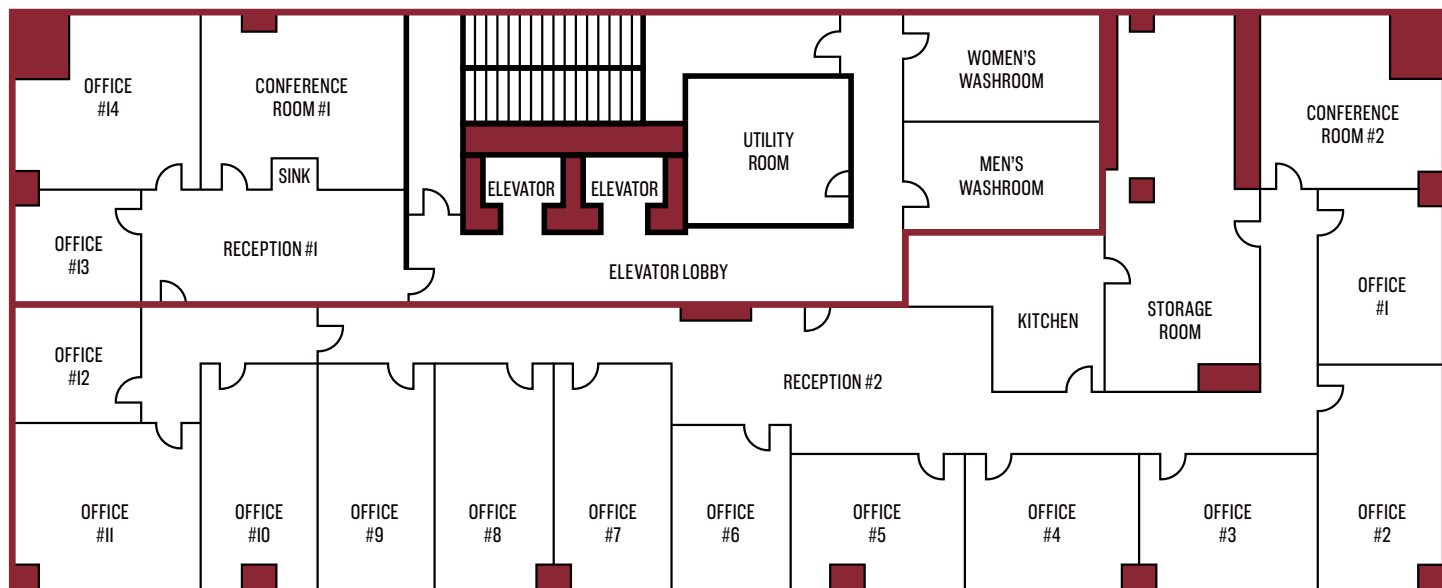 OFFICE
#14
CONFERENCE
ROOM #1
WOMEN'S
WASHROOM
CONFERENCE
ROOM #2
UTILITY
ROOM
MEN'S
WASHROOM
SINK
ELEVATOR
ELEVATOR
OFFICE
#13
RECEPTION #1
ELEVATOR LOBBY
OFFICE
#1
STORAGE
ROOM
KITCHEN
OFFICE
#12
RECEPTION #2
OFFICE
#11
OFFICE
#10
OFFICE
#9
OFFICE
#8
OFFICE
#7
OFFICE
#6
OFFICE
#5
OFFICE
#4
OFFICE
#3
OFFICE
#2